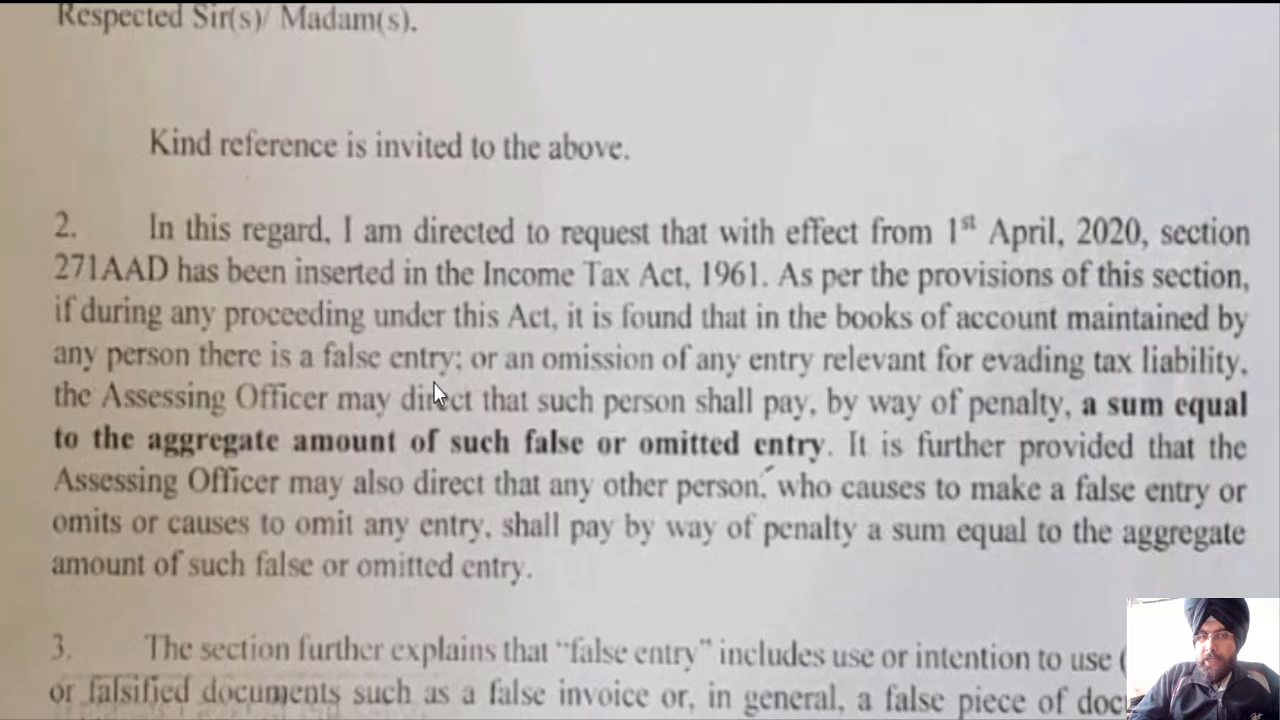 Respected Sir(s)/ Madam(s).
Kind reference is invited to the above.
2. In this regard, I am directed to request that with effect from 1st April, 2020, section
271AAD has been inserted in the Income Tax Act, 1961. As per the provisions of this section,
if during any proceeding under this Act, it is found that in the books of account maintained by
any person there is a false entry; or an omission of any entry relevant for evading tax liability,
the Assessing Officer may direct that such person shall pay, by way of penalty, a sum equal
to the aggregate amount of such false or omitted entry. It is further provided that the
Assessing Officer may also direct that any other person, who causes to make a false entry or
omits or causes to omit any entry, shall pay by way of penalty a sum equal to the aggregate
amount of such false or omitted entry.
3. The section further explains that “false entry” includes use or intention to use (
or falsified documents such as a false invoice or, in general, a false piece of doc